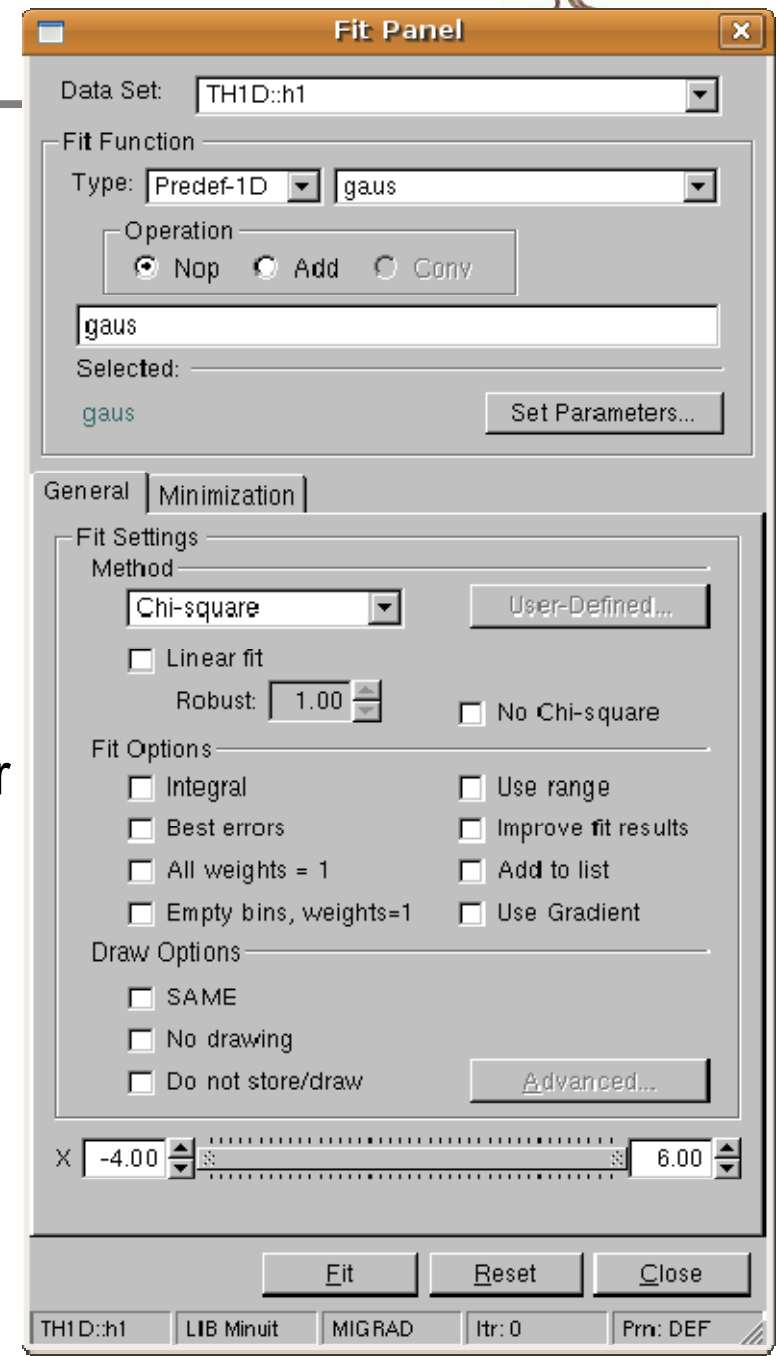 Fit Panel
Data Set: TH1D::h1
Fit Function
Type: Predef-1D gaus
Operation
Nop Add Conv
gaus
Selected:
gaus Set Parameters...
General Minimization
Fit Settings
Method
Chi-square User-Defined...
Linear fit
Robust: 1.00 No Chi-square
Fit Options
r
Integral Use range
Best errors Improve fit results
All weights = 1 Add to list
Empty bins, weights=1 Use Gradient
Draw Options
SAME
No drawing
Do not store/draw Advanced...
X -4.00 6.00
Fit Reset Close
TH1D::h1 LIB Minuit MIGRAD Itr: 0 Prn: DEF